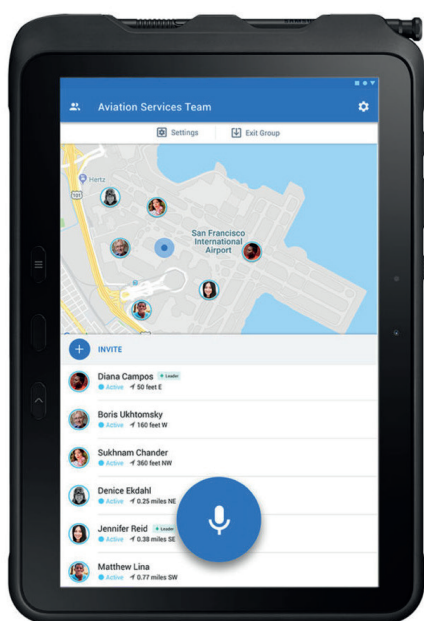 Aviation Services Team
Settings
Exit Group
Hertz
101
San Francisco
International
Airport
INVITE
Diana Campos Leader
Active 50 feet E
Boris Ukhtomsky
Active 160 feet W
Sukhnam Chander
Active 360 feet NW
Denice Ekdahl
Active 0.25 miles NE
Jennifer Reid Leader
Active 0.38 miles SE
Matthew Lina
Active 0.77 miles SW